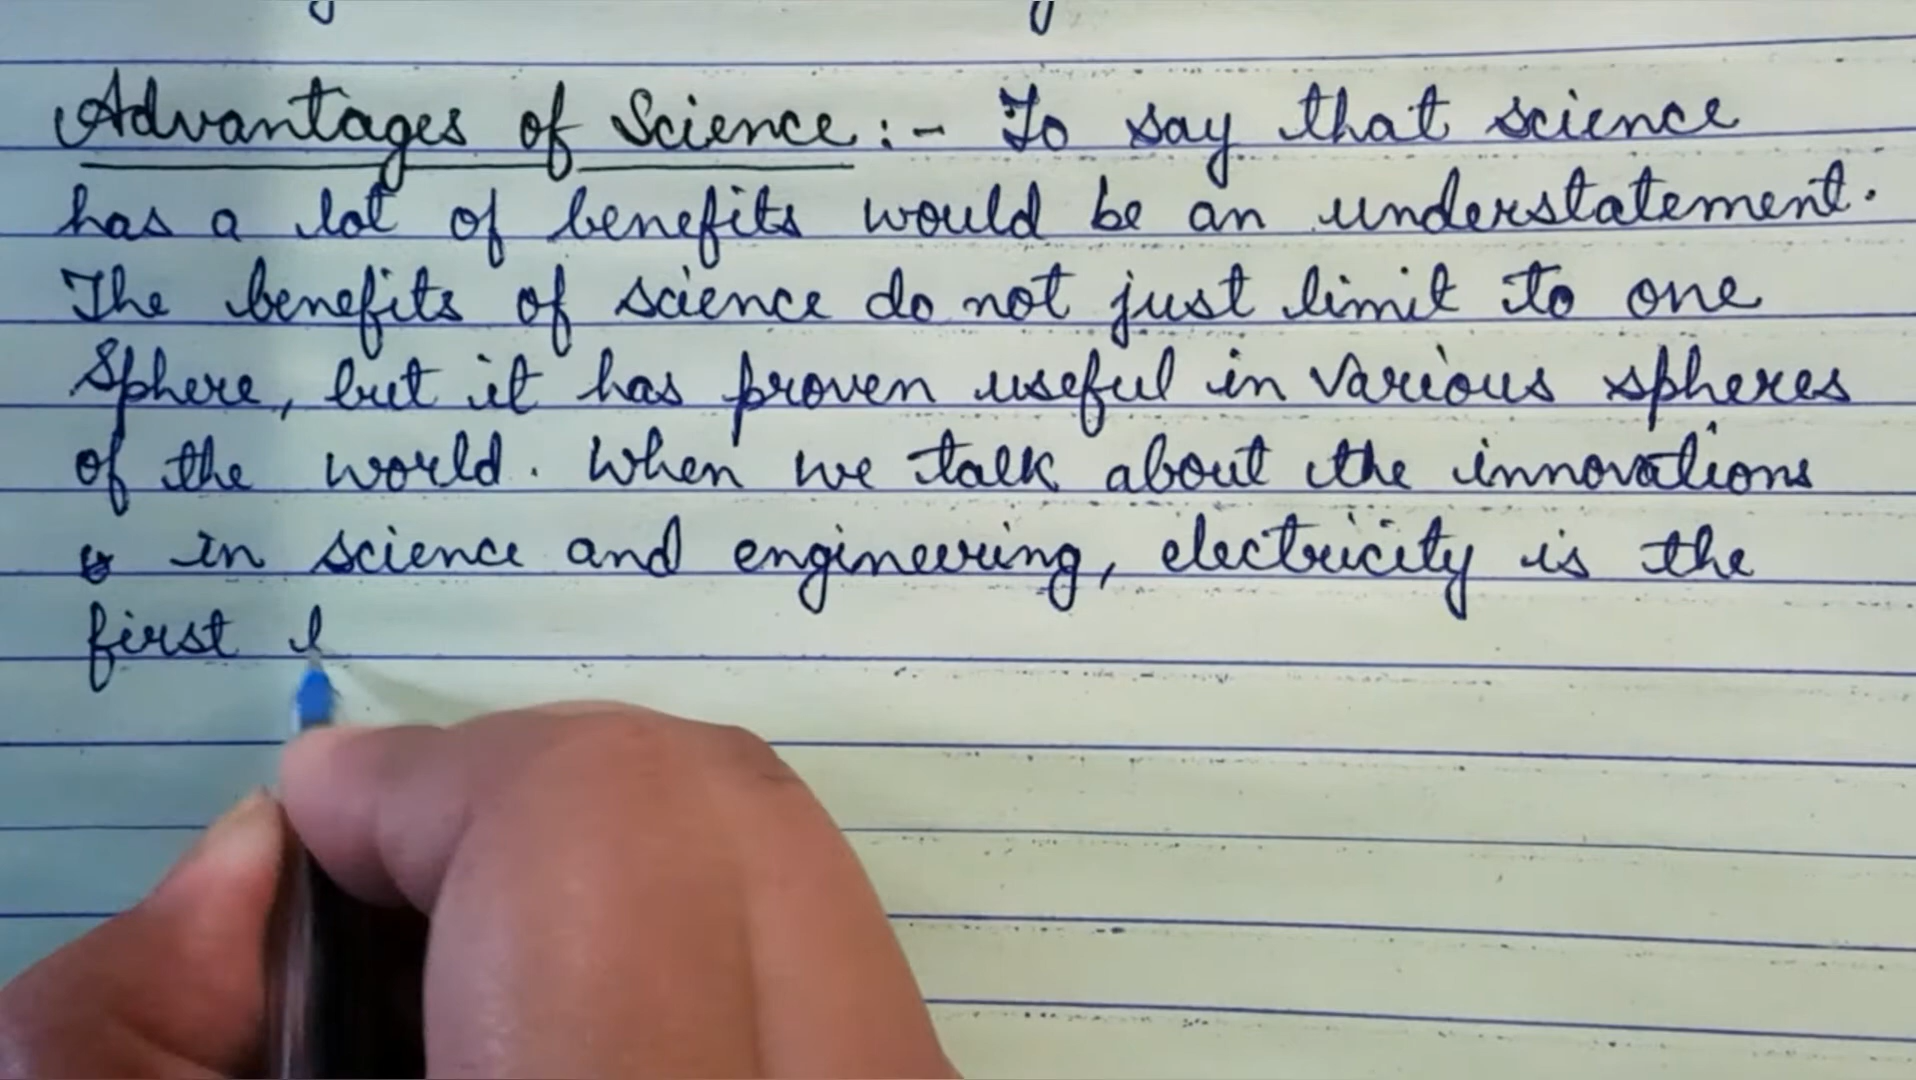 Advantages of Science :- To say that science
has a lot of benefits would be an understatement.
The benefits of science do not just limit to one
Sphere, but it has proven useful in various spheres
of the world. When we talk about the innovations
in science and engineering, electricity is the
first